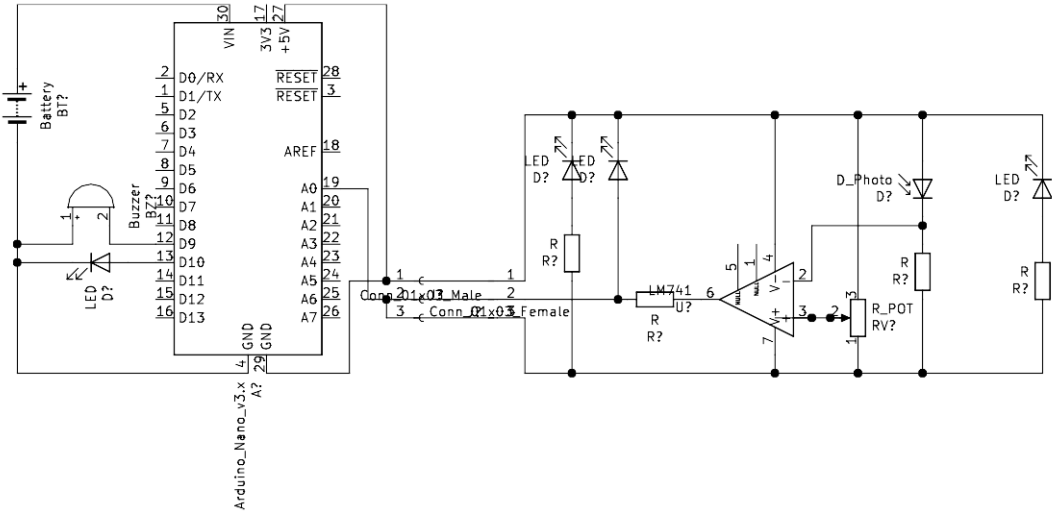 30
17
27
VIN
3V3
+5V
2 D0/RX
1 D1/TX
5 D2
6 D3
7 D4
8 D5
9 D6
10 D7
11 D8
12 D9
13 D10
14 D11
15 D12
16 D13
RESET 28
RESET 3
AREF 18
A0 19
A1 20
A2 21
A3 22
A4 23
A5 24
A6 25
A7 26
GND
GND
4
29
Arduino_Nano_v3.x
A?
+
Battery
BT?
Buzzer
BZ?
1
+
2
LED
D?
1
1
2
2
3
Conn_01x03_Male
Conn_01x03_Female
LED
D?
LED
D?
R
R?
R
R?
LM741
U?
6
5
NULL
1
NULL
4
V-
-
2
V+
+
3
7
2
3
1
R_POT
RV?
D_Photo
D?
R
R?
LED
D?
R
R?